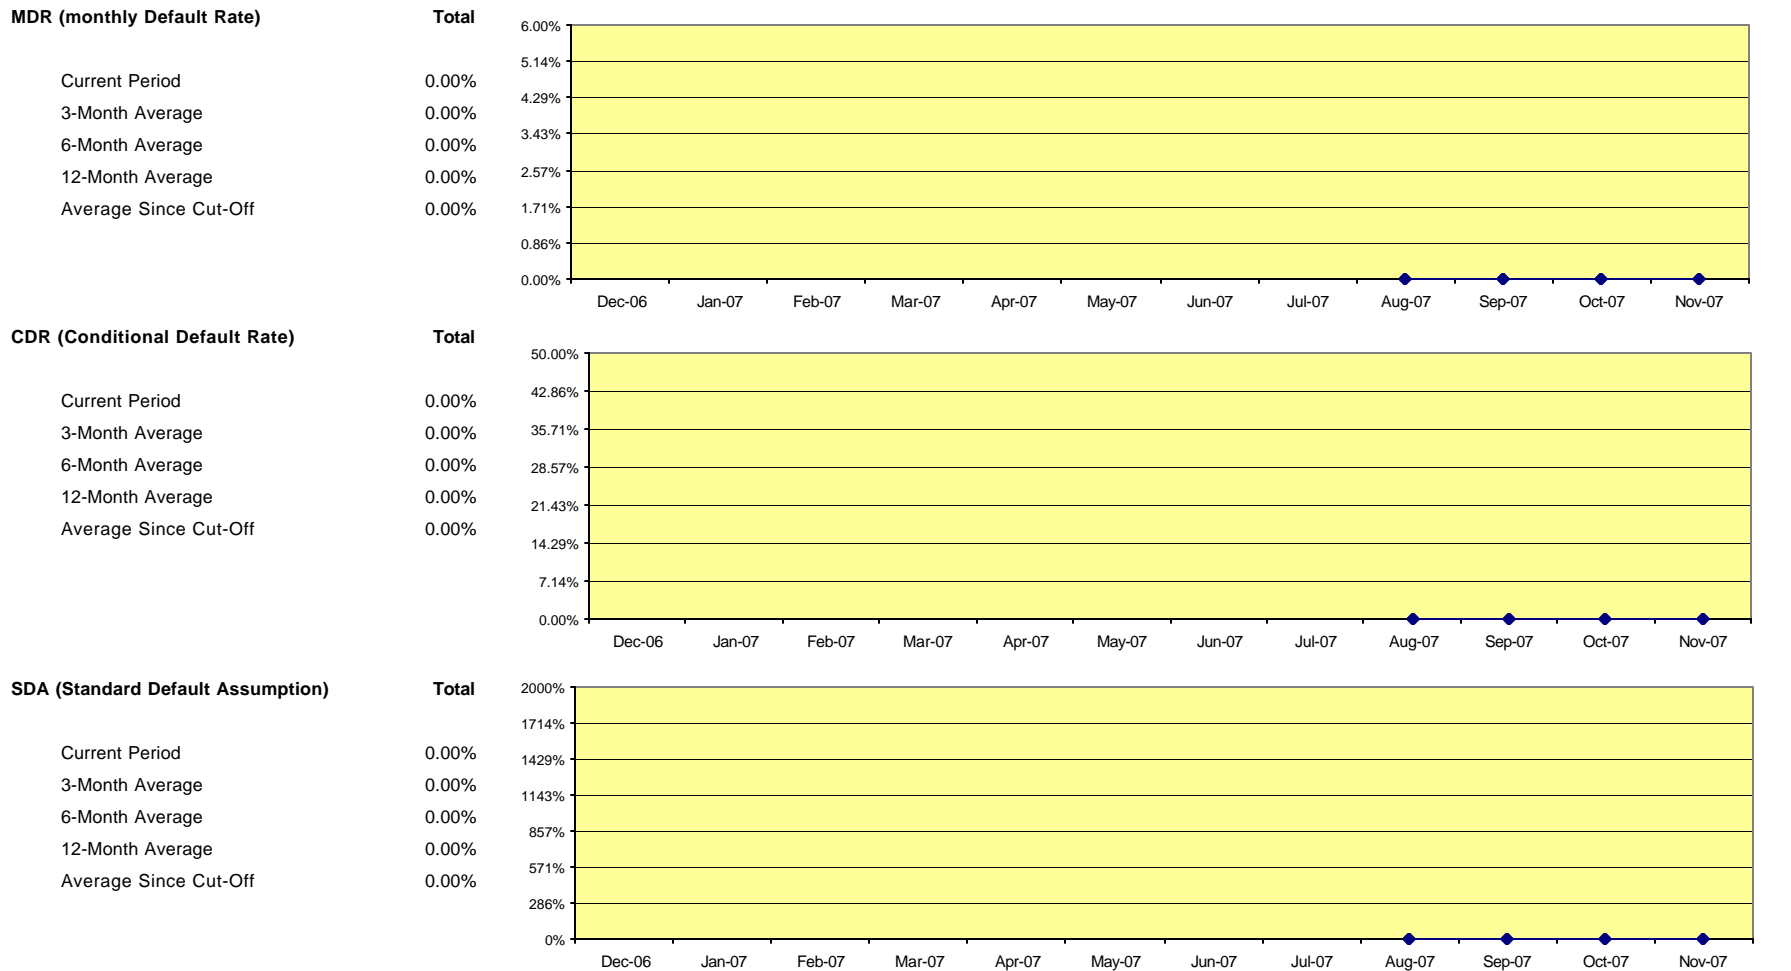 MDR (monthly Default Rate) Total
Current Period 0.00%
3-Month Average 0.00%
6-Month Average 0.00%
12-Month Average 0.00%
Average Since Cut-Off 0.00%
6.00%
5.14%
4.29%
3.43%
2.57%
1.71%
0.86%
0.00%
Dec-06 Jan-07 Feb-07 Mar-07 Apr-07 May-07 Jun-07 Jul-07 Aug-07 Sep-07 Oct-07 Nov-07
CDR (Conditional Default Rate) Total
Current Period 0.00%
3-Month Average 0.00%
6-Month Average 0.00%
12-Month Average 0.00%
Average Since Cut-Off 0.00%
50.00%
42.86%
35.71%
28.57%
21.43%
14.29%
7.14%
0.00%
Dec-06 Jan-07 Feb-07 Mar-07 Apr-07 May-07 Jun-07 Jul-07 Aug-07 Sep-07 Oct-07 Nov-07
SDA (Standard Default Assumption) Total
Current Period 0.00%
3-Month Average 0.00%
6-Month Average 0.00%
12-Month Average 0.00%
Average Since Cut-Off 0.00%
2000%
1714%
1429%
1143%
857%
571%
286%
0%
Dec-06 Jan-07 Feb-07 Mar-07 Apr-07 May-07 Jun-07 Jul-07 Aug-07 Sep-07 Oct-07 Nov-07